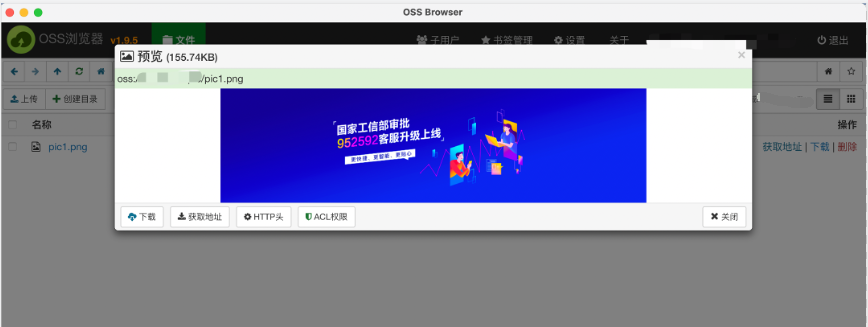 OSS Browser
OSS浏览器 v1.9.5 文件 子用户 书签管理 设置 关于 退出
预览 (155.74KB) ×
oss:/ /pic1.png
国家工信部审批
952592客服升级上线
更快捷、更智能、更贴心
下载 获取地址 HTTP头 ACL权限 关闭
上传 创建目录
名称 操作
pic1.png 获取地址 | 下载 | 删除